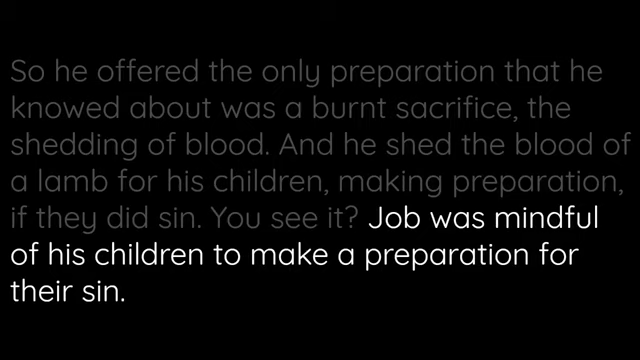 So he offered the only preparation that he
knowed about was a burnt sacrifice, the
shedding of blood. And he shed the blood of
a lamb for his children, making preparation,
if they did sin. You see it? Job was mindful
of his children to make a preparation for
their sin.